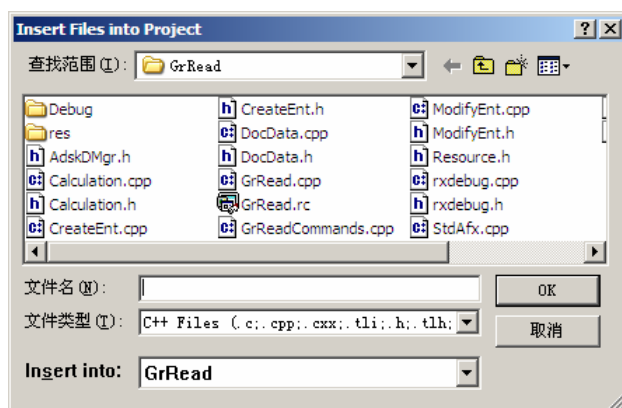 Insert Files into Project
查找范围(I): GrRead
Debug CreateEnt.h ModifyEnt.cpp
res DocData.cpp ModifyEnt.h
AdskDMgr.h DocData.h Resource.h
Calculation.cpp GrRead.cpp rxdebug.cpp
Calculation.h GrRead.rc rxdebug.h
CreateEnt.cpp GrReadCommands.cpp StdAfx.cpp
文件名(N): OK
文件类型(T): C++ Files (.c;.cpp;.cxx;.tli;.h;.tlh; 取消
Insert into: GrRead